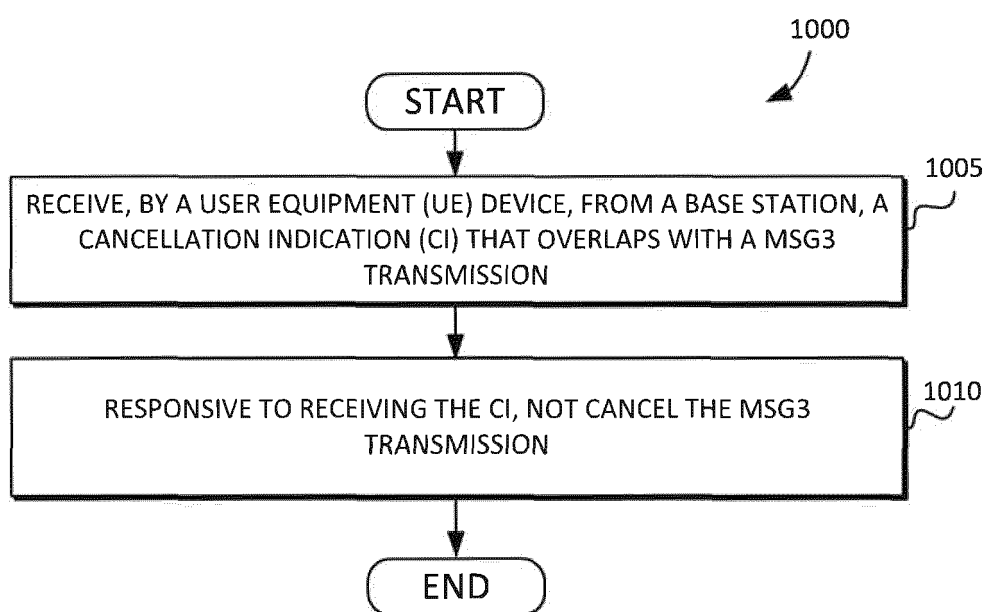 1000
START
1005
RECEIVE, BY A USER EQUIPMENT (UE) DEVICE, FROM A BASE STATION, A
CANCELLATION INDICATION (CI) THAT OVERLAPS WITH A MSG3
TRANSMISSION
1010
RESPONSIVE TO RECEIVING THE CI, NOT CANCEL THE MSG3
TRANSMISSION
END